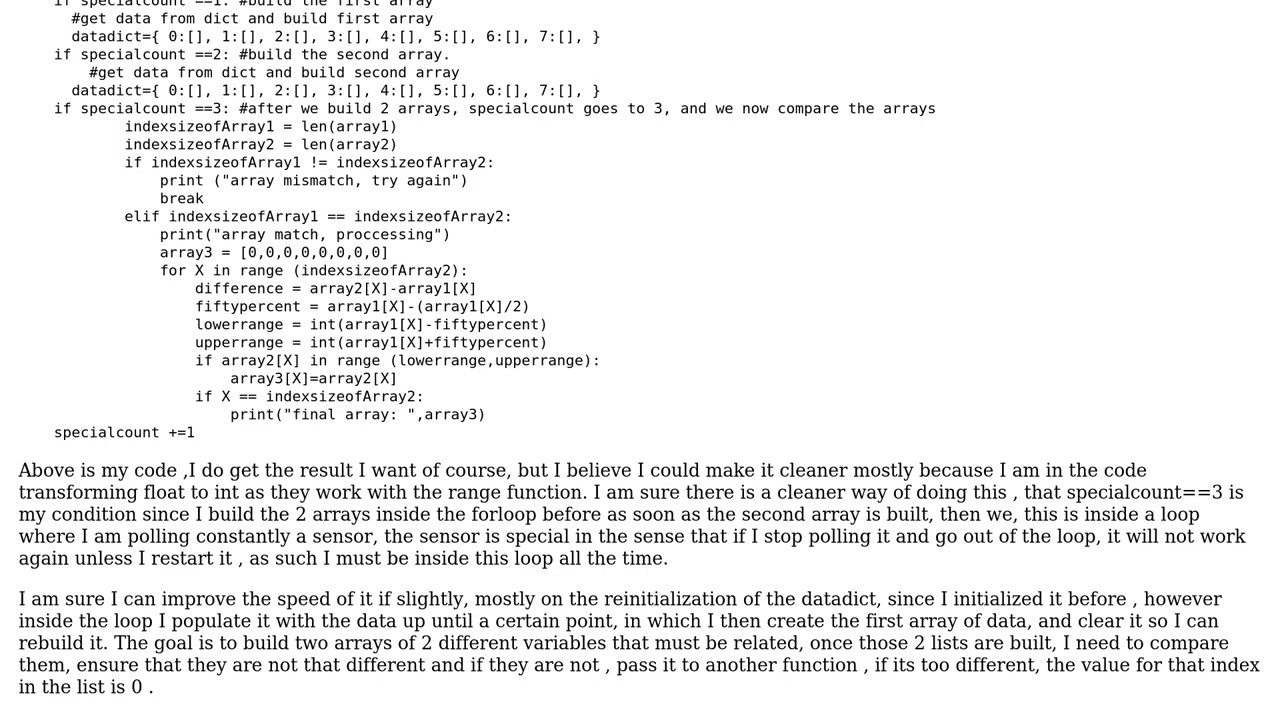 if specialcount ==1: #build the first array
#get data from dict and build first array
datadict={ 0:[], 1:[], 2:[], 3:[], 4:[], 5:[], 6:[], 7:[], }
if specialcount ==2: #build the second array.
#get data from dict and build second array
datadict={ 0:[], 1:[], 2:[], 3:[], 4:[], 5:[], 6:[], 7:[], }
if specialcount ==3: #after we build 2 arrays, specialcount goes to 3, and we now compare the arrays
indexsizeofArray1 = len(array1)
indexsizeofArray2 = len(array2)
if indexsizeofArray1 != indexsizeofArray2:
print ("array mismatch, try again")
break
elif indexsizeofArray1 == indexsizeofArray2:
print("array match, proccessing")
array3 = [0,0,0,0,0,0,0,0]
for X in range (indexsizeofArray2):
difference = array2[X]-array1[X]
fiftypercent = array1[X]-(array1[X]/2)
lowerrange = int(array1[X]-fiftypercent)
upperrange = int(array1[X]+fiftypercent)
if array2[X] in range (lowerrange,upperrange):
array3[X]=array2[X]
if X == indexsizeofArray2:
print("final array: ",array3)
specialcount +=1
Above is my code ,I do get the result I want of course, but I believe I could make it cleaner mostly because I am in the code
transforming float to int as they work with the range function. I am sure there is a cleaner way of doing this , that specialcount==3 is
my condition since I build the 2 arrays inside the forloop before as soon as the second array is built, then we, this is inside a loop
where I am polling constantly a sensor, the sensor is special in the sense that if I stop polling it and go out of the loop, it will not work
again unless I restart it , as such I must be inside this loop all the time.
I am sure I can improve the speed of it if slightly, mostly on the reinitialization of the datadict, since I initialized it before , however
inside the loop I populate it with the data up until a certain point, in which I then create the first array of data, and clear it so I can
rebuild it. The goal is to build two arrays of 2 different variables that must be related, once those 2 lists are built, I need to compare
them, ensure that they are not that different and if they are not , pass it to another function , if its too different, the value for that index
in the list is 0 .